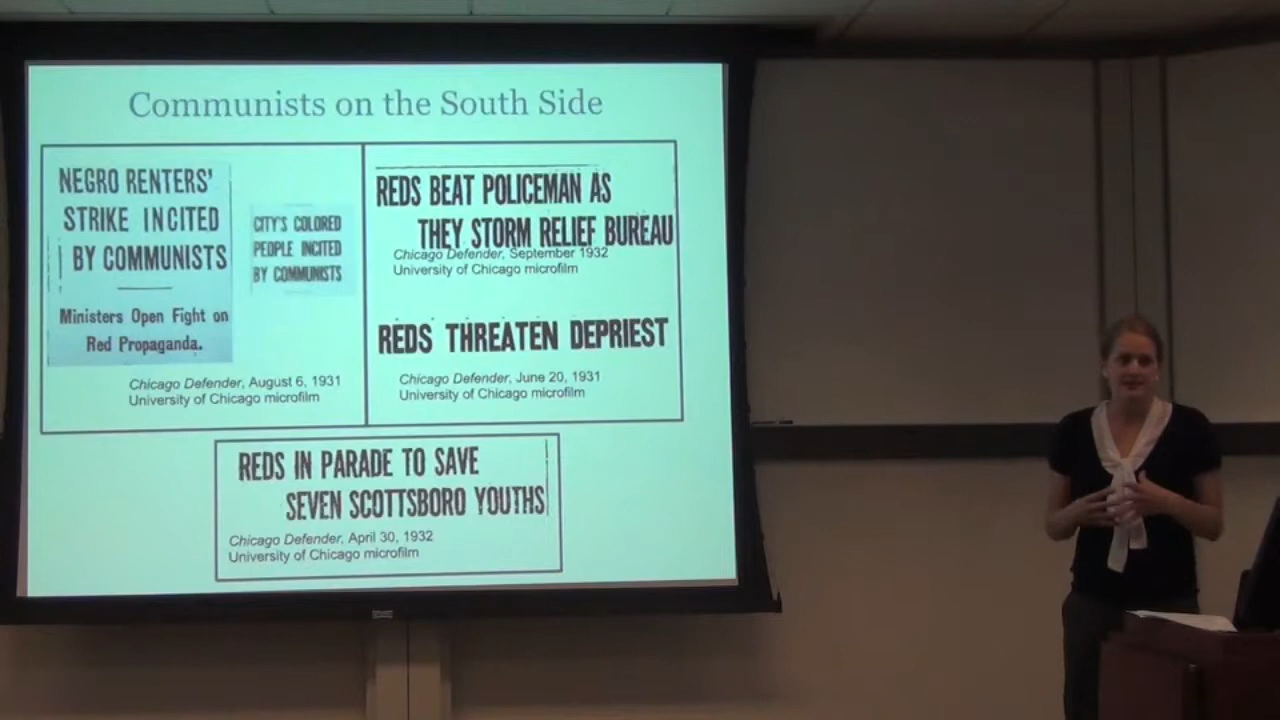 Communists on the South Side
NEGRO RENTERS'
STRIKE INCITED
BY COMMUNISTS
Ministers Open Fight on
Red Propaganda.
CITY'S COLORED
PEOPLE INCITED
BY COMMUNISTS
Chicago Defender, August 6, 1931
University of Chicago microfilm
REDS BEAT POLICEMAN AS
THEY STORM RELIEF BUREAU
Chicago Defender, September 1932
University of Chicago microfilm
REDS THREATEN DEPRIEST
Chicago Defender, June 20, 1931
University of Chicago microfilm
REDS IN PARADE TO SAVE
SEVEN SCOTTSBORO YOUTHS
Chicago Defender, April 30, 1932
University of Chicago microfilm